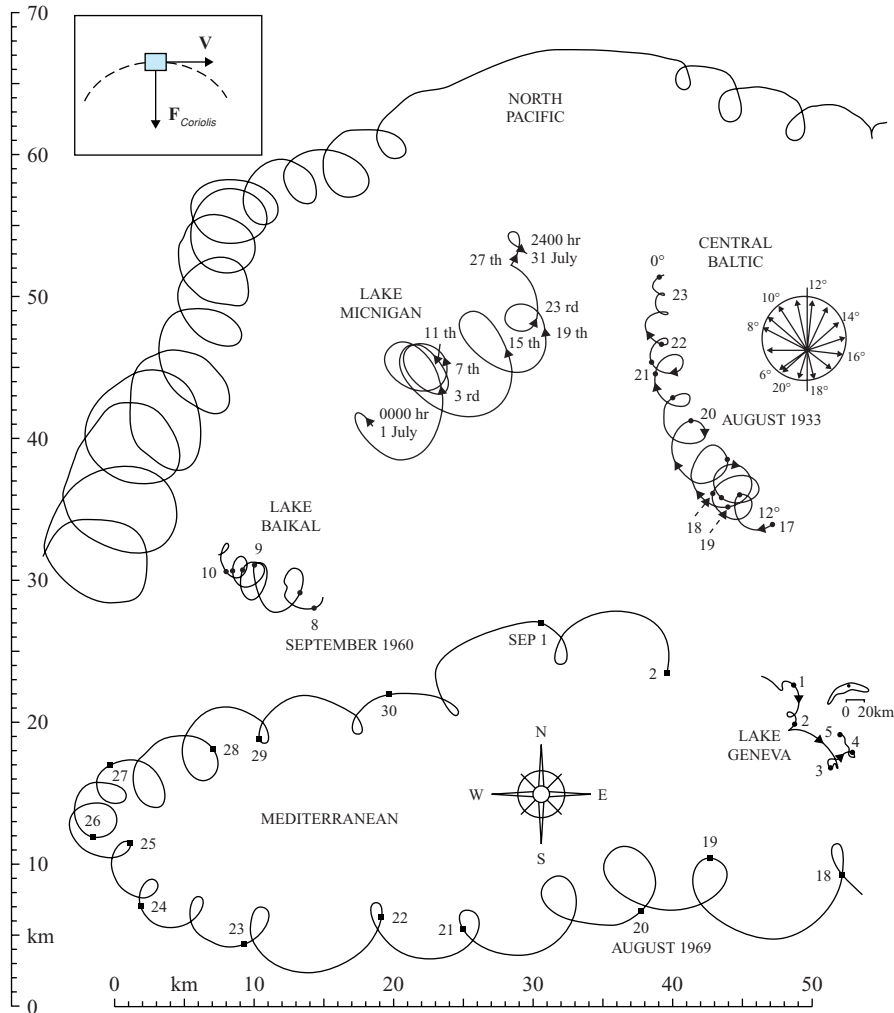 70
60
50
40
30
20
10
km
0
V
F Coriolis
NORTH
PACIFIC
2400 hr
31 July
27 th
LAKE
MICNIGAN
23 rd
19 th
15 th
11 th
7 th
3 rd
0000 hr
1 July
CENTRAL
BALTIC
0°
23
22
21
20
AUGUST 1933
18
19
12°
17
12°
10°
14°
8°
16°
6°
20°
18°
LAKE
BAIKAL
9
10
8
SEPTEMBER 1960
SEP 1
2
30
29
28
27
26
25
24
23
22
21
20
19
18
MEDITERRANEAN
AUGUST 1969
N
W
E
S
1
2
3
4
5
0 20km
LAKE
GENEVA
0 km 10 20 30 40 50